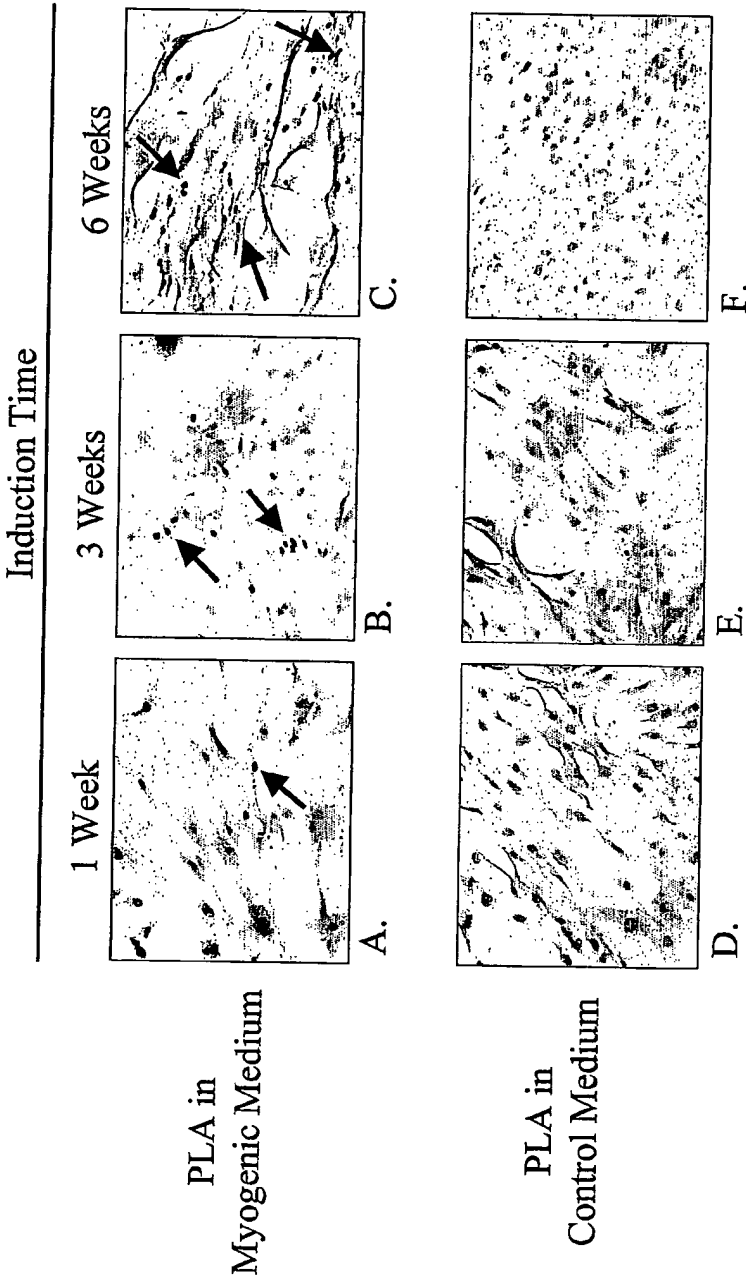 Induction Time
1 Week
3 Weeks
6 Weeks
PLA in
Myogenic Medium
A.
B.
C.
PLA in
Control Medium
D.
E.
F.